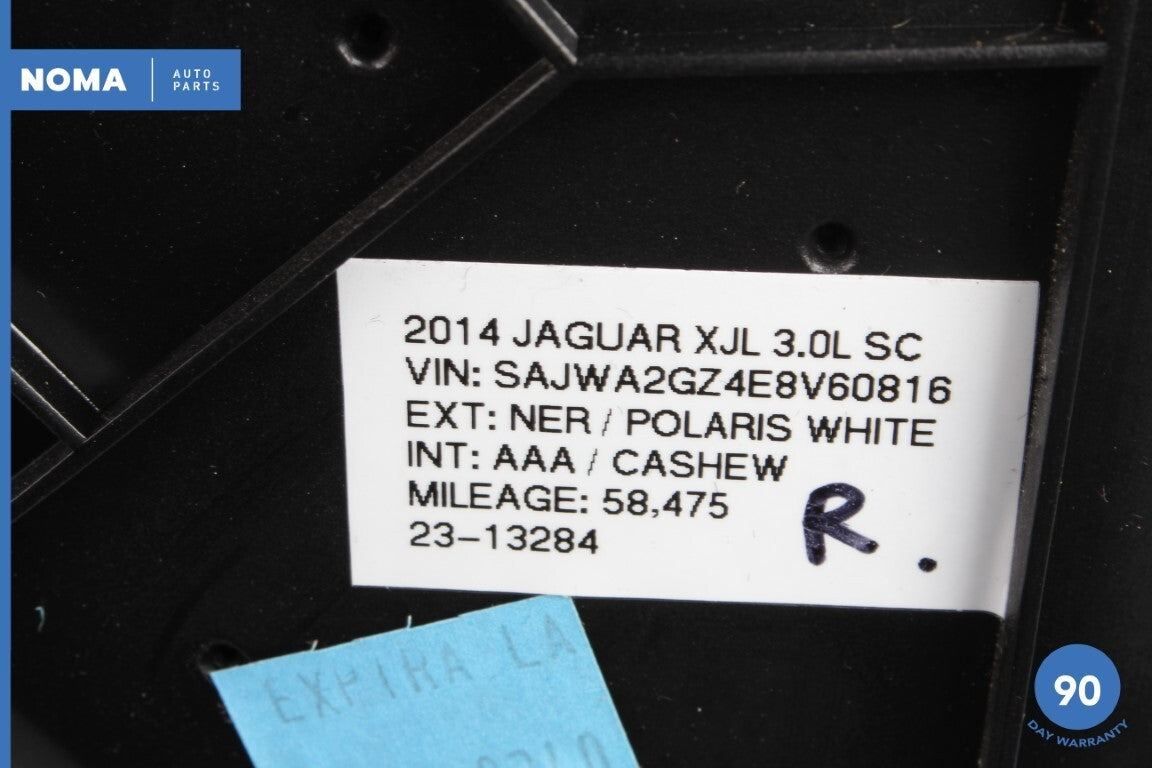 NOMA
AUTO
PARTS
2014 JAGUAR XJL 3.0L SC
VIN: SAJWA2GZ4E8V60816
EXT: NER / POLARIS WHITE
INT: AAA / CASHEW
MILEAGE: 58,475
23-13284
R.
EXPIRA LA
90
DAY WARRANTY